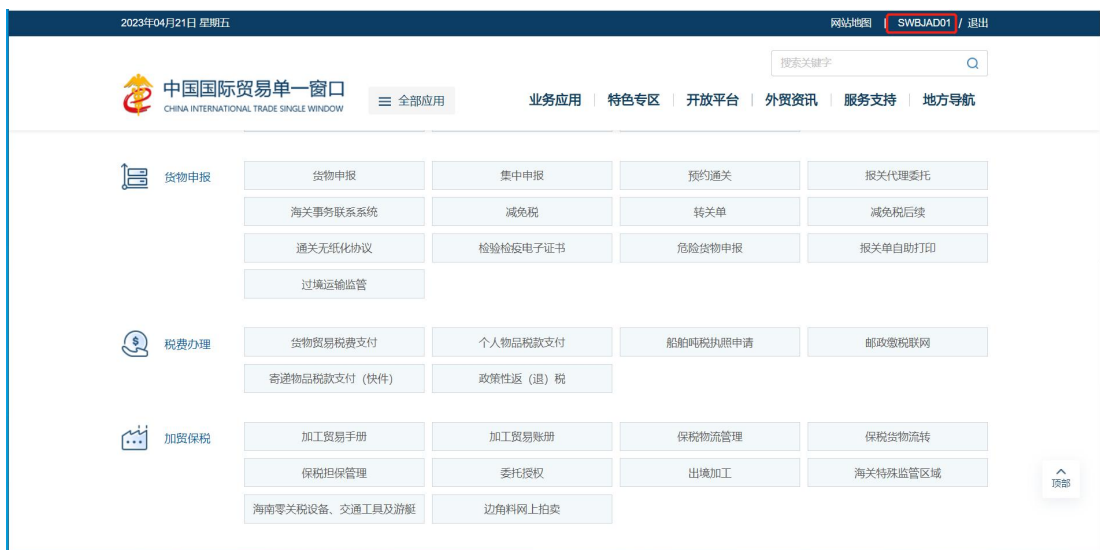 2023年04月21日 星期五
网站地图 | SWBJAD01 / 退出
搜索关键字
中国国际贸易单一窗口
CHINA INTERNATIONAL TRADE SINGLE WINDOW
全部应用
业务应用 | 特色专区 | 开放平台 | 外贸资讯 | 服务支持 | 地方导航
货物申报
货物申报 集中申报 预约通关 报关代理委托
海关事务联系系统 减免税 转关单 减免税后续
通关无纸化协议 检验检疫电子证书 危险货物申报 报关单自助打印
过境运输监管
税费办理
货物贸易税费支付 个人物品税款支付 船舶吨税执照申请 邮政缴税联网
寄递物品税款支付（快件） 政策性返（退）税
加贸保税
加工贸易手册 加工贸易账册 保税物流管理 保税货物流转
保税担保管理 委托授权 出境加工 海关特殊监管区域
海南零关税设备、交通工具及游艇 边角料网上拍卖
顶部